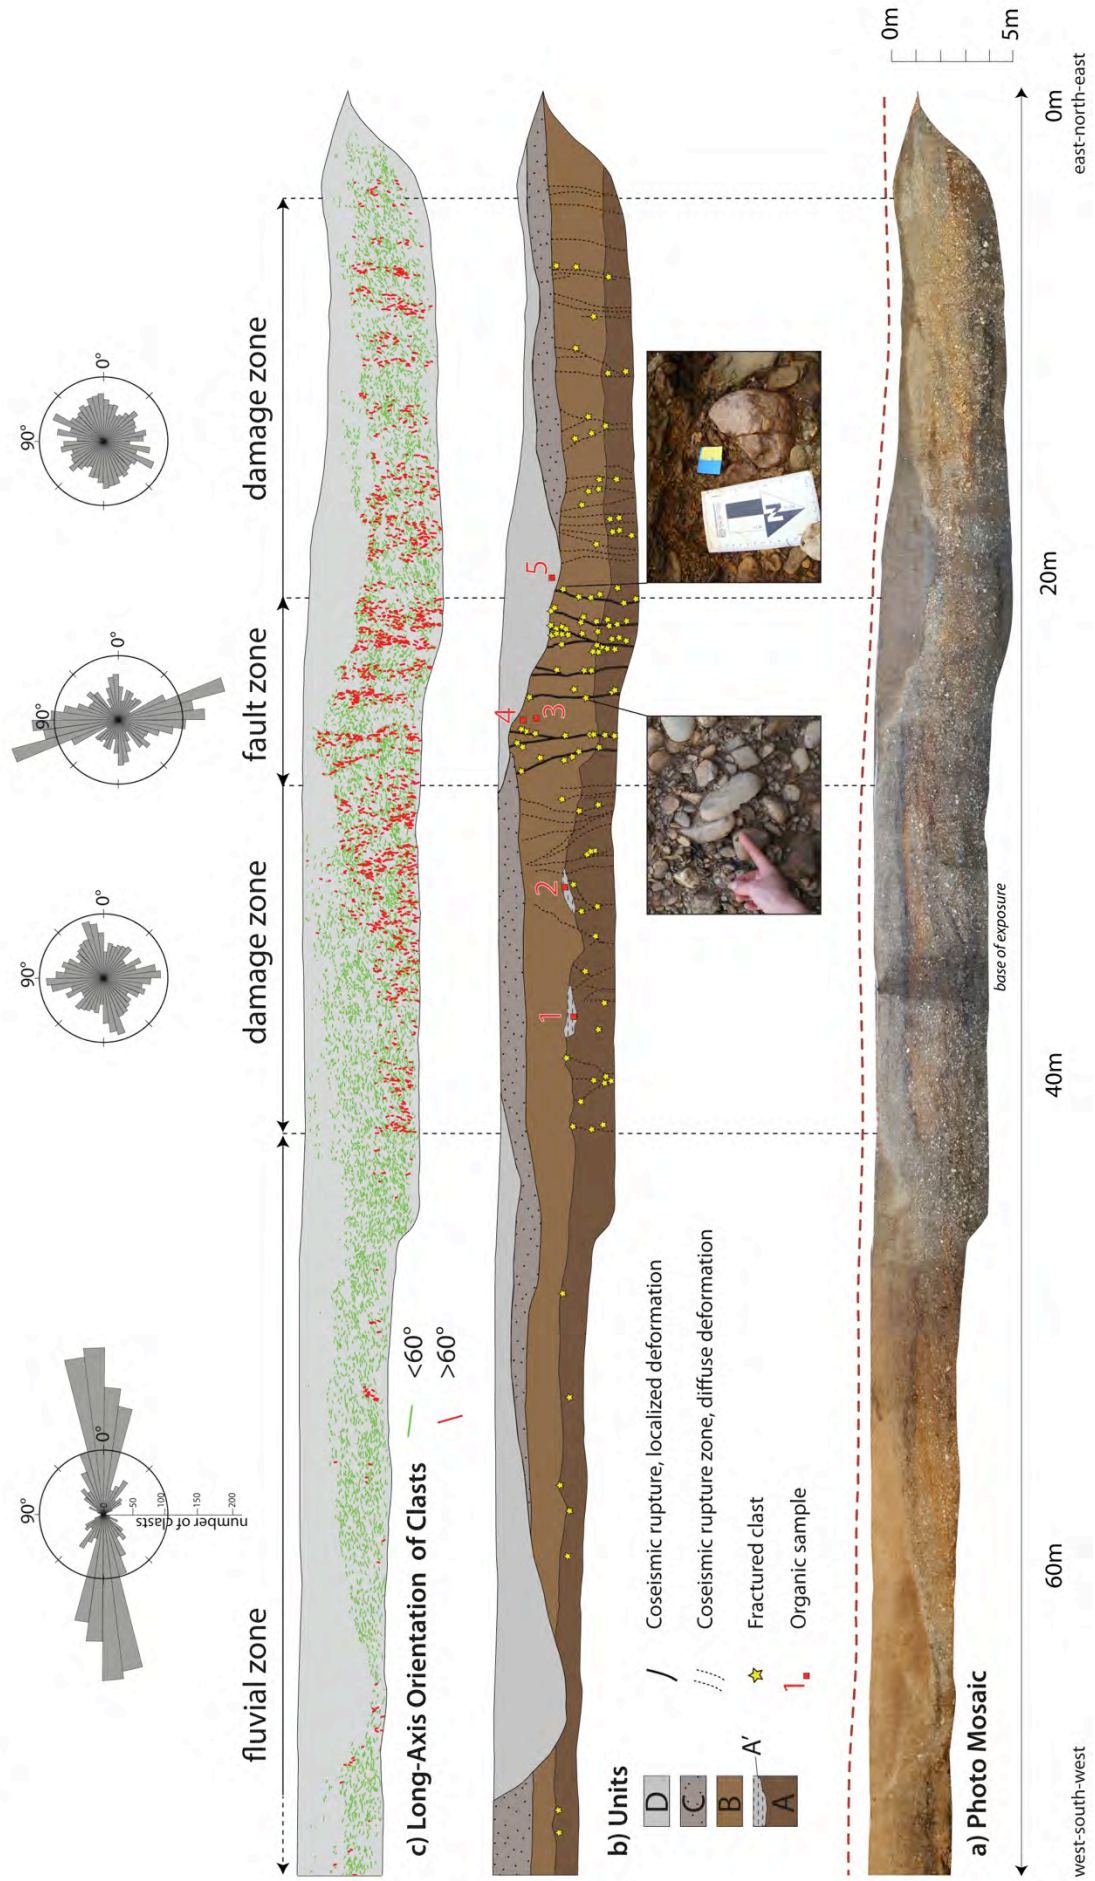 90°
0°
number of clasts
0
50
100
150
200
90°
0°
90°
0°
90°
0°
fluvial zone
damage zone
fault zone
damage zone
c) Long-Axis Orientation of Clasts
<60°
>60°
1
2
3
4
5
b) Units
D
C
B
A
A'
Coseismic rupture, localized deformation
Coseismic rupture zone, diffuse deformation
Fractured clast
1
Organic sample
N
a) Photo Mosaic
base of exposure
0m
5m
60m
40m
20m
0m
west-south-west
east-north-east